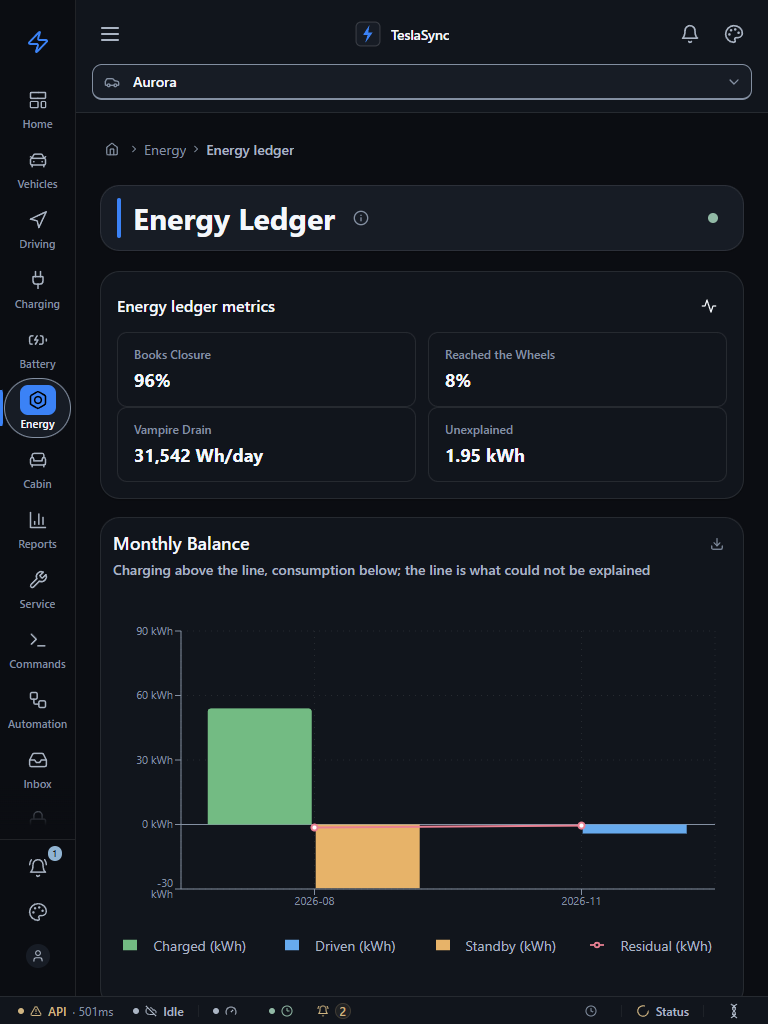 TeslaSync
Aurora
Home
Vehicles
Driving
Charging
Battery
Energy
Cabin
Reports
Service
Commands
Automation
Inbox
1
Energy
Energy ledger
Energy Ledger
Energy ledger metrics
Books Closure
96%
Reached the Wheels
8%
Vampire Drain
31,542 Wh/day
Unexplained
1.95 kWh
Monthly Balance
Charging above the line, consumption below; the line is what could not be explained
90 kWh
60 kWh
30 kWh
0 kWh
-30
kWh
2026-08
2026-11
Charged (kWh)
Driven (kWh)
Standby (kWh)
Residual (kWh)
API · 501ms
Idle
2
Status